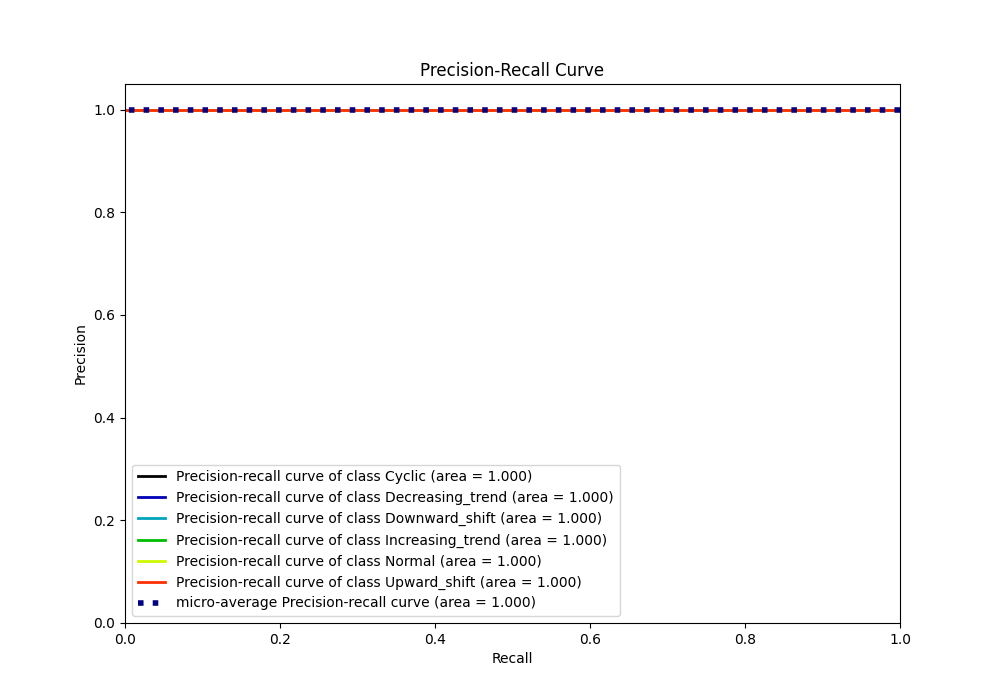 Precision-Recall Curve
1.0
0.8
0.6
0.4
0.2
0.0
Precision
Precision-recall curve of class Cyclic (area = 1.000)
Precision-recall curve of class Decreasing_trend (area = 1.000)
Precision-recall curve of class Downward_shift (area = 1.000)
Precision-recall curve of class Increasing_trend (area = 1.000)
Precision-recall curve of class Normal (area = 1.000)
Precision-recall curve of class Upward_shift (area = 1.000)
micro-average Precision-recall curve (area = 1.000)
0.0 0.2 0.4 0.6 0.8 1.0
Recall